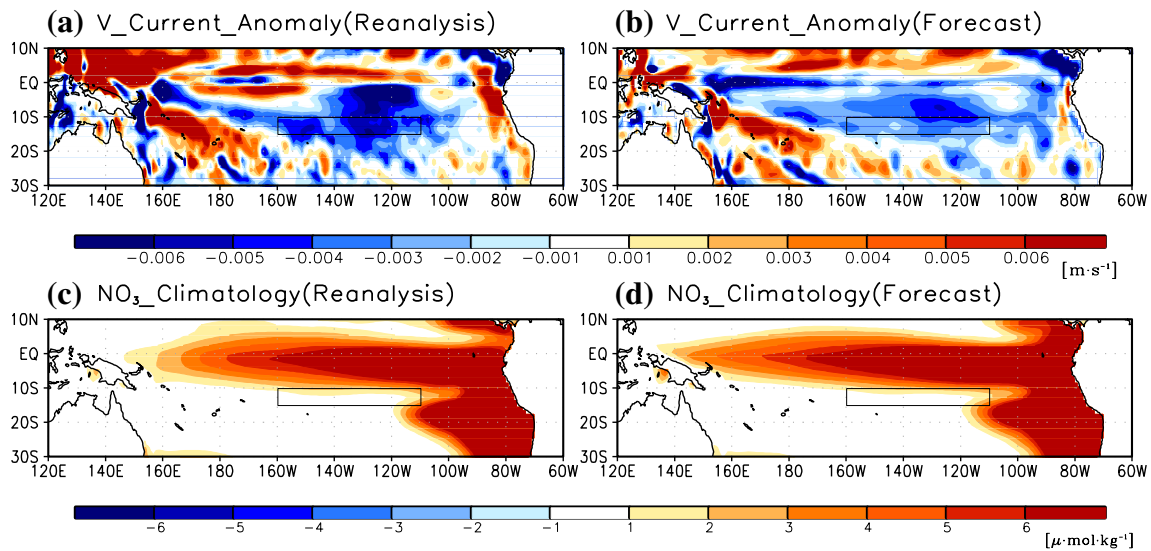 (a) V_Current_Anomaly(Reanalysis)
(b) V_Current_Anomaly(Forecast)
10N
EQ
10S
20S
30S
120E 140E 160E 180 160W 140W 120W 100W 80W 60W
10N
EQ
10S
20S
30S
120E 140E 160E 180 160W 140W 120W 100W 80W 60W
−0.006 −0.005 −0.004 −0.003 −0.002 −0.001 0.001 0.002 0.003 0.004 0.005 0.006
[m·s⁻¹]
(c) NO₃_Climatology(Reanalysis)
(d) NO₃_Climatology(Forecast)
10N
EQ
10S
20S
30S
120E 140E 160E 180 160W 140W 120W 100W 80W 60W
10N
EQ
10S
20S
30S
120E 140E 160E 180 160W 140W 120W 100W 80W 60W
−6 −5 −4 −3 −2 −1 1 2 3 4 5 6
[μ·mol·kg⁻¹]